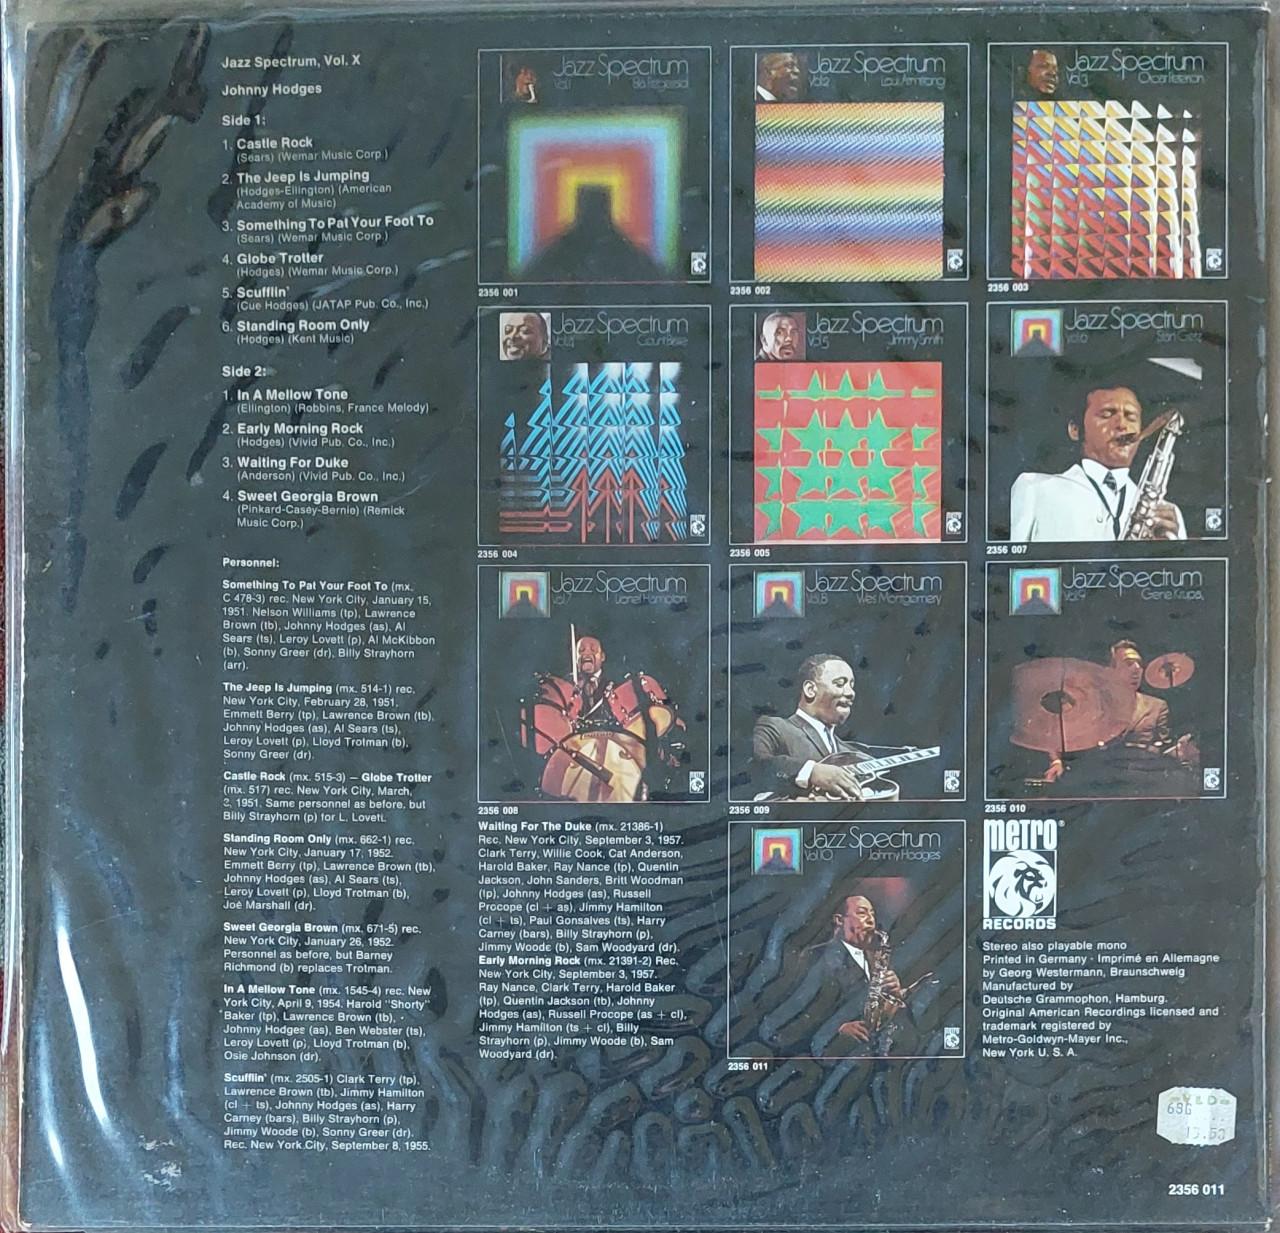 Jazz Spectrum, Vol. X
Johnny Hodges
Side 1:
1. Castle Rock
(Sears) (Wemar Music Corp.)
2. The Jeep Is Jumping
(Hodges-Ellington) (American
Academy of Music)
3. Something To Pat Your Foot To
(Sears) (Wemar Music Corp.)
4. Globe Trotter
(Hodges) (Wemar Music Corp.)
5. Scufflin'
(Cue Hodges) (JATAP Pub. Co., Inc.)
6. Standing Room Only
(Hodges) (Kent Music)
Side 2:
1. In A Mellow Tone
(Ellington) (Robbins, France Melody)
2. Early Morning Rock
(Hodges) (Vivid Pub. Co., Inc.)
3. Waiting For Duke
(Anderson) (Vivid Pub. Co., Inc.)
4. Sweet Georgia Brown
(Pinkard-Casey-Bernie) (Remick
Music Corp.)
Personnel:
Something To Pat Your Foot To (mx.
C 478-3) rec. New York City, January 15,
1951. Nelson Williams (tp), Lawrence
Brown (tb), Johnny Hodges (as), Al
Sears (ts), Leroy Lovett (p), Al McKibbon
(b), Sonny Greer (dr), Billy Strayhorn
(arr).
The Jeep Is Jumping (mx. 514-1) rec.
New York City, February 28, 1951.
Emmett Berry (tp), Lawrence Brown (tb),
Johnny Hodges (as), Al Sears (ts),
Leroy Lovett (p), Lloyd Trotman (b),
Sonny Greer (dr).
Castle Rock (mx. 515-3) – Globe Trotter
(mx. 517) rec. New York City, March,
2, 1951. Same personnel as before, but
Billy Strayhorn (p) for L. Lovett.
Standing Room Only (mx. 662-1) rec.
New York City, January 17, 1952.
Emmett Berry (tp), Lawrence Brown (tb),
Johnny Hodges (as), Al Sears (ts),
Leroy Lovett (p), Lloyd Trotman (b),
Joe Marshall (dr).
Sweet Georgia Brown (mx. 671-5) rec.
New York City, January 26, 1952.
Personnel as before, but Barney
Richmond (b) replaces Trotman.
In A Mellow Tone (mx. 1545-4) rec. New
York City, April 9, 1954. Harold "Shorty"
Baker (tp), Lawrence Brown (tb),
Johnny Hodges (as), Ben Webster (ts),
Leroy Lovett (p), Lloyd Trotman (b),
Osie Johnson (dr).
Scufflin' (mx. 2505-1) Clark Terry (tp),
Lawrence Brown (tb), Jimmy Hamilton
(cl + ts), Johnny Hodges (as), Harry
Carney (bars), Billy Strayhorn (p),
Jimmy Woode (b), Sonny Greer (dr).
Rec. New York City, September 8, 1955.
Jazz Spectrum
Vol.1 Ella Fitzgerald
METRO
2356 001
Jazz Spectrum
Vol.2 Louis Armstrong
METRO
2356 002
Jazz Spectrum
Vol.3 Oscar Peterson
METRO
2356 003
Jazz Spectrum
Vol.4 Count Basie
METRO
2356 004
Jazz Spectrum
Vol.5 Jimmy Smith
METRO
2356 005
Jazz Spectrum
Vol.6 Stan Getz
METRO
2356 007
Jazz Spectrum
Vol.7 Lionel Hampton
METRO
2356 008
Jazz Spectrum
Vol.8 Wes Montgomery
METRO
2356 009
Jazz Spectrum
Vol.9 Gene Krupa
METRO
2356 010
Waiting For The Duke (mx. 21386-1)
Rec. New York City, September 3, 1957.
Clark Terry, Willie Cook, Cat Anderson,
Harold Baker, Ray Nance (tp), Quentin
Jackson, John Sanders, Britt Woodman
(tp), Johnny Hodges (as), Russell
Procope (cl + as), Jimmy Hamilton
(cl + ts), Paul Gonsalves (ts), Harry
Carney (bars), Billy Strayhorn (p),
Jimmy Woode (b), Sam Woodyard (dr).
Early Morning Rock (mx. 21391-2) Rec.
New York City, September 3, 1957.
Ray Nance, Clark Terry, Harold Baker
(tp), Quentin Jackson (tb), Johnny
Hodges (as), Russell Procope (as + cl),
Jimmy Hamilton (ts + cl), Billy
Strayhorn (p), Jimmy Woode (b), Sam
Woodyard (dr).
Jazz Spectrum
Vol.10 Johnny Hodges
METRO
2356 011
METRO®
RECORDS
Stereo also playable mono
Printed in Germany · Imprimé en Allemagne
by Georg Westermann, Braunschweig
Manufactured by
Deutsche Grammophon, Hamburg.
Original American Recordings licensed and
trademark registered by
Metro-Goldwyn-Mayer Inc.,
New York U. S. A.
2356 011